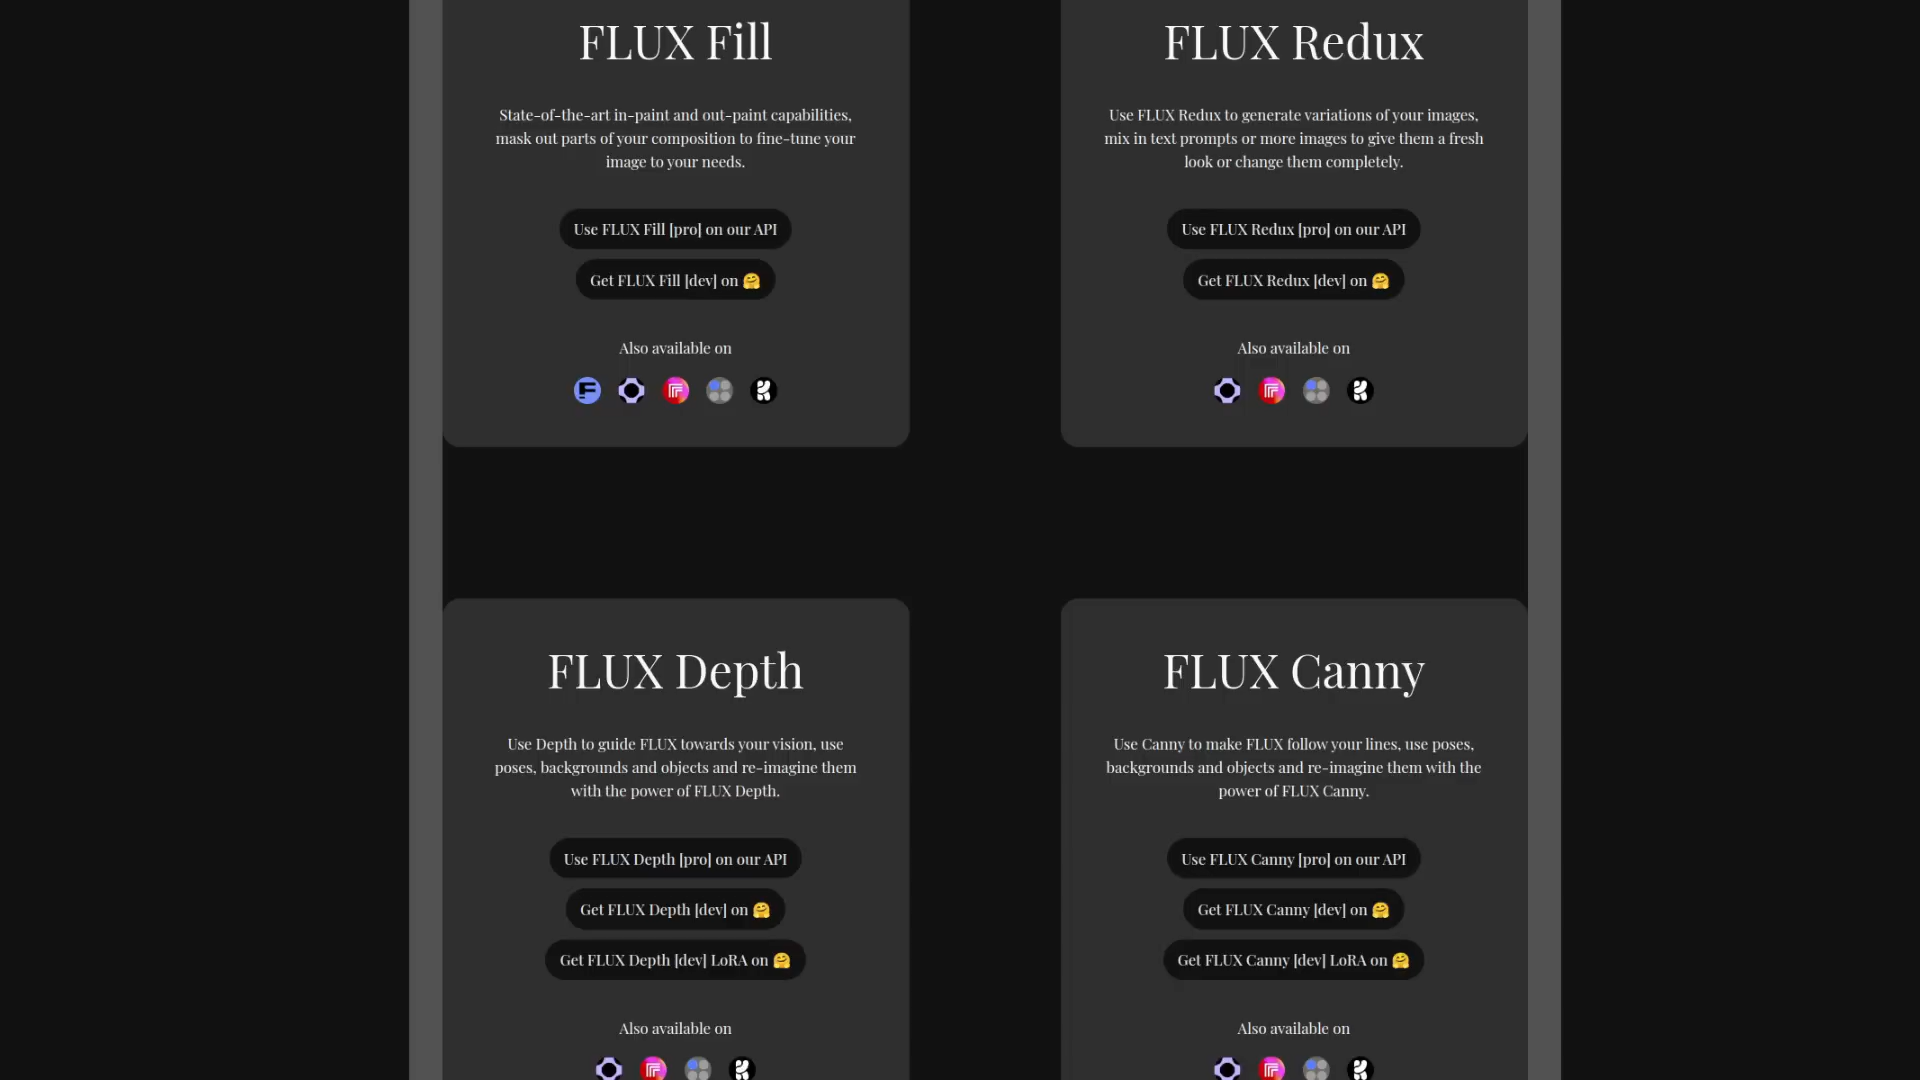 FLUX Fill
State-of-the-art in-paint and out-paint capabilities,
mask out parts of your composition to fine-tune your
image to your needs.
Use FLUX Fill [pro] on our API
Get FLUX Fill [dev] on 🤗
Also available on
FLUX Redux
Use FLUX Redux to generate variations of your images,
mix in text prompts or more images to give them a fresh
look or change them completely.
Use FLUX Redux [pro] on our API
Get FLUX Redux [dev] on 🤗
Also available on
FLUX Depth
Use Depth to guide FLUX towards your vision, use
poses, backgrounds and objects and re-imagine them
with the power of FLUX Depth.
Use FLUX Depth [pro] on our API
Get FLUX Depth [dev] on 🤗
Get FLUX Depth [dev] LoRA on 🤗
Also available on
FLUX Canny
Use Canny to make FLUX follow your lines, use poses,
backgrounds and objects and re-imagine them with the
power of FLUX Canny.
Use FLUX Canny [pro] on our API
Get FLUX Canny [dev] on 🤗
Get FLUX Canny [dev] LoRA on 🤗
Also available on